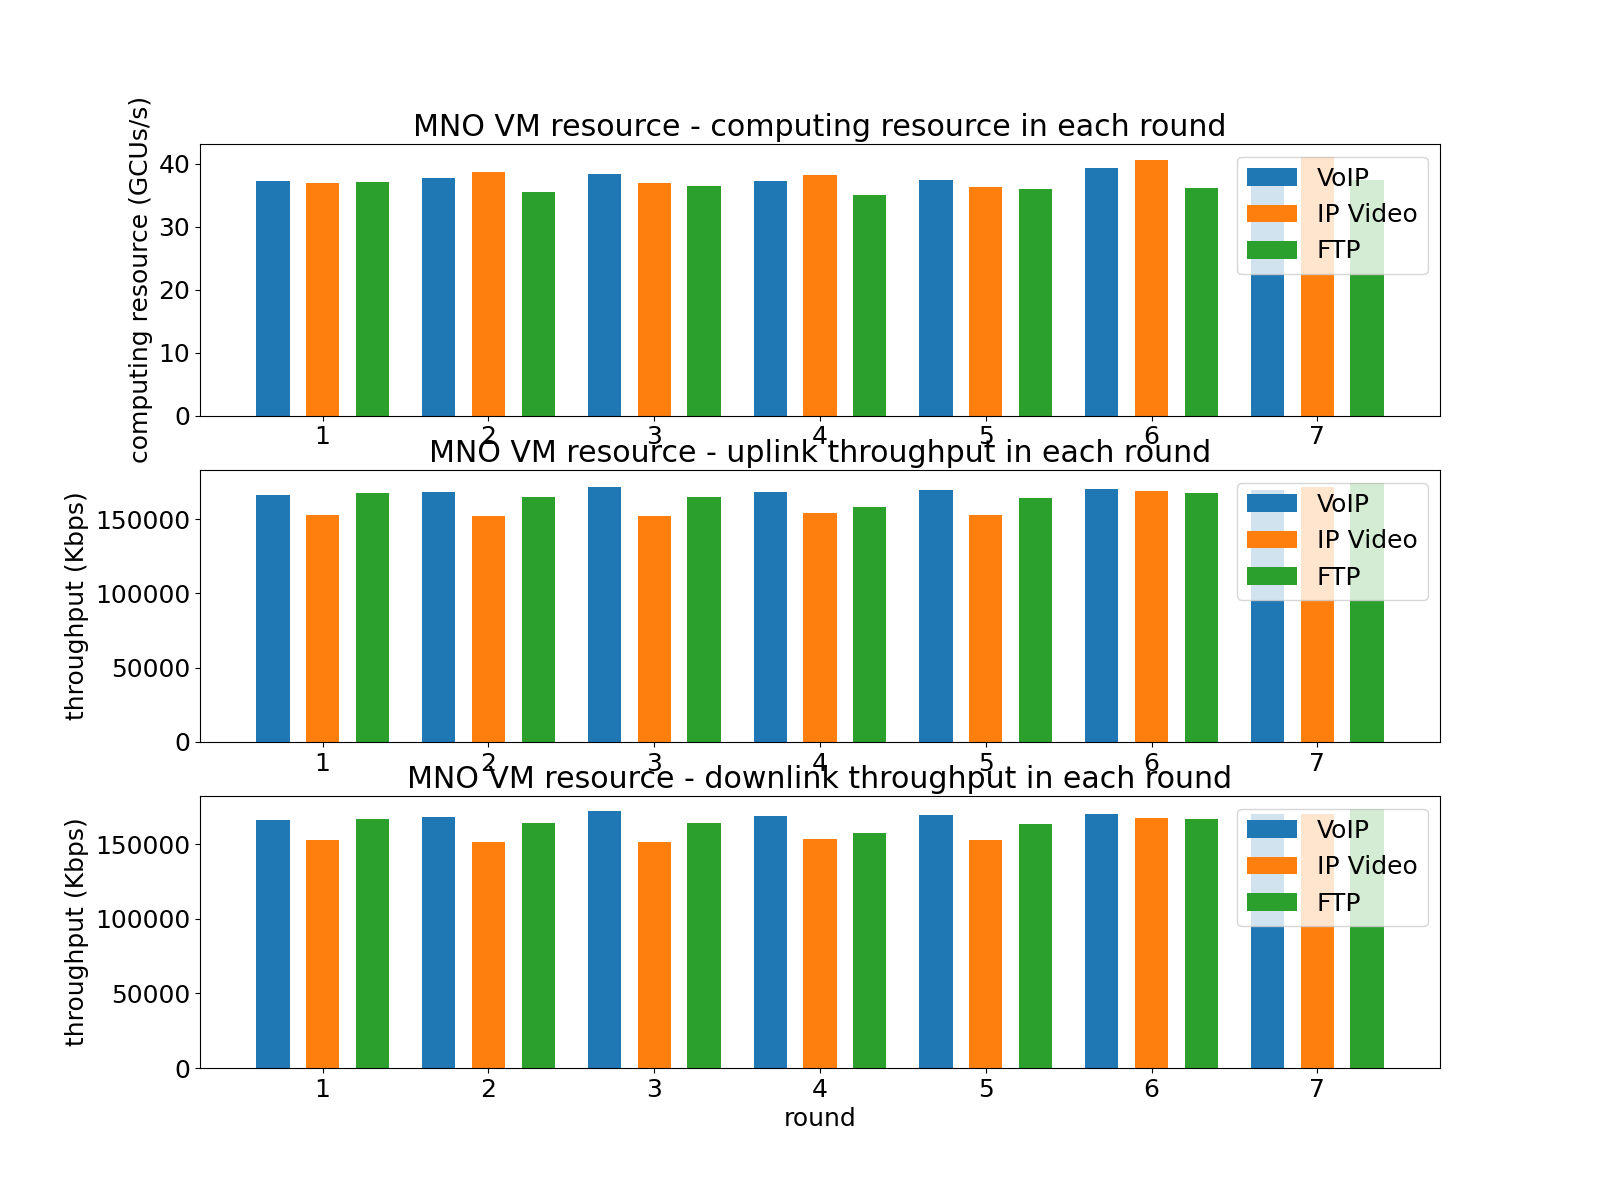 MNO VM resource - computing resource in each round
computing resource (GCUs/s)
40
30
20
10
0
VoIP
IP Video
FTP
1 2 3 4 5 6 7
MNO VM resource - uplink throughput in each round
throughput (Kbps)
150000
100000
50000
0
VoIP
IP Video
FTP
1 2 3 4 5 6 7
MNO VM resource - downlink throughput in each round
throughput (Kbps)
150000
100000
50000
0
VoIP
IP Video
FTP
1 2 3 4 5 6 7
round